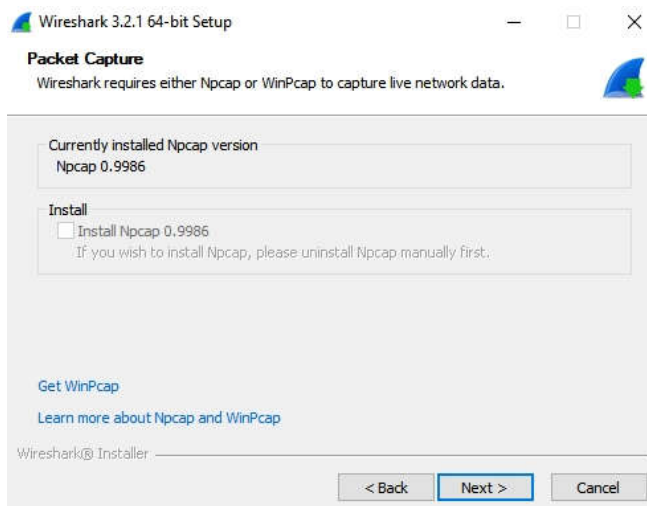 Wireshark 3.2.1 64-bit Setup
Packet Capture
Wireshark requires either Npcap or WinPcap to capture live network data.
Currently installed Npcap version
Npcap 0.9986
Install
Install Npcap 0.9986
If you wish to install Npcap, please uninstall Npcap manually first.
Get WinPcap
Learn more about Npcap and WinPcap
Wireshark® Installer
< Back Next > Cancel